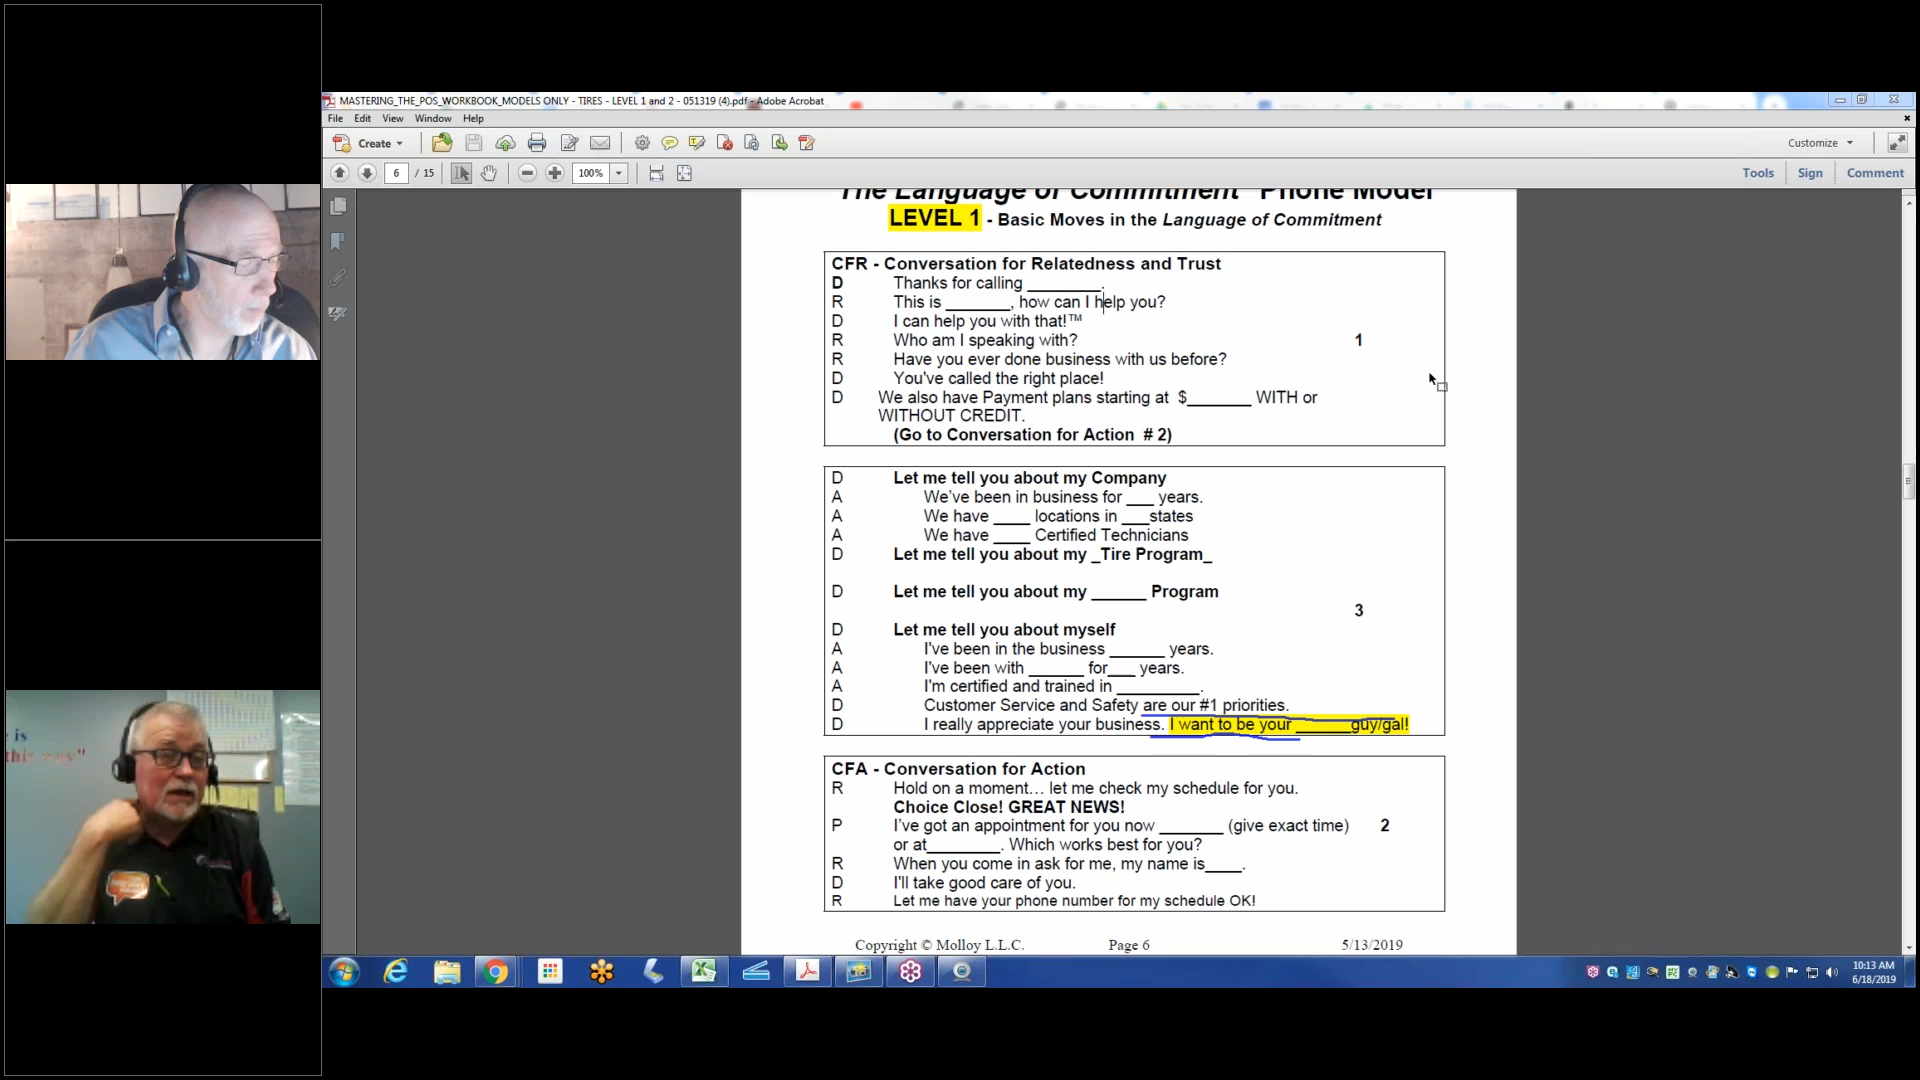 MASTERING_THE_POS_WORKBOOK_MODELS ONLY - TIRES - LEVEL 1 and 2 - 051319 (4).pdf - Adobe Acrobat
File Edit View Window Help
Create Customize
6 / 15 100% Tools Sign Comment
The Language of Commitment Phone Model
LEVEL 1 - Basic Moves in the Language of Commitment
CFR - Conversation for Relatedness and Trust
D Thanks for calling ________.
R This is _______, how can I help you?
D I can help you with that!™
R Who am I speaking with? 1
R Have you ever done business with us before?
D You've called the right place!
D We also have Payment plans starting at $_______ WITH or
WITHOUT CREDIT.
(Go to Conversation for Action # 2)
D Let me tell you about my Company
A We've been in business for ___ years.
A We have ____ locations in ___states
A We have ____ Certified Technicians
D Let me tell you about my _Tire Program_
D Let me tell you about my ______ Program
3
D Let me tell you about myself
A I've been in the business ______ years.
A I've been with ______ for___ years.
A I'm certified and trained in _________.
D Customer Service and Safety are our #1 priorities.
D I really appreciate your business. I want to be your ______guy/gal!
CFA - Conversation for Action
R Hold on a moment… let me check my schedule for you.
Choice Close! GREAT NEWS!
P I've got an appointment for you now _______ (give exact time) 2
or at________. Which works best for you?
R When you come in ask for me, my name is____.
D I'll take good care of you.
R Let me have your phone number for my schedule OK!
Copyright © Molloy L.L.C. Page 6 5/13/2019
is
this way"
10:13 AM
6/18/2019